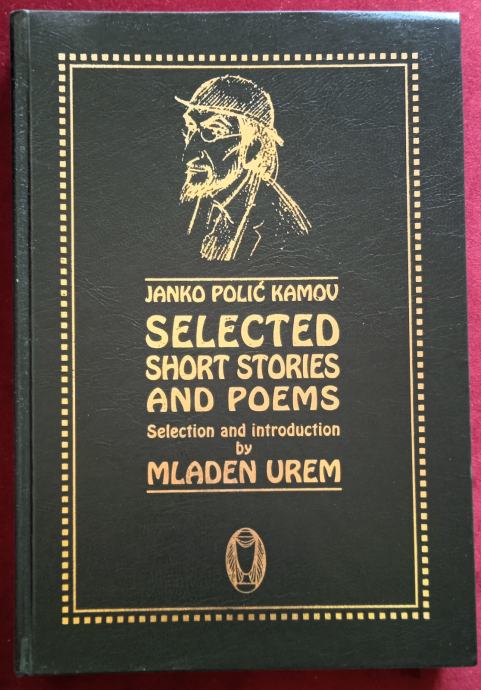 JANKO POLIĆ KAMOV
SELECTED
SHORT STORIES
AND POEMS
Selection and introduction
by
MLADEN UREM